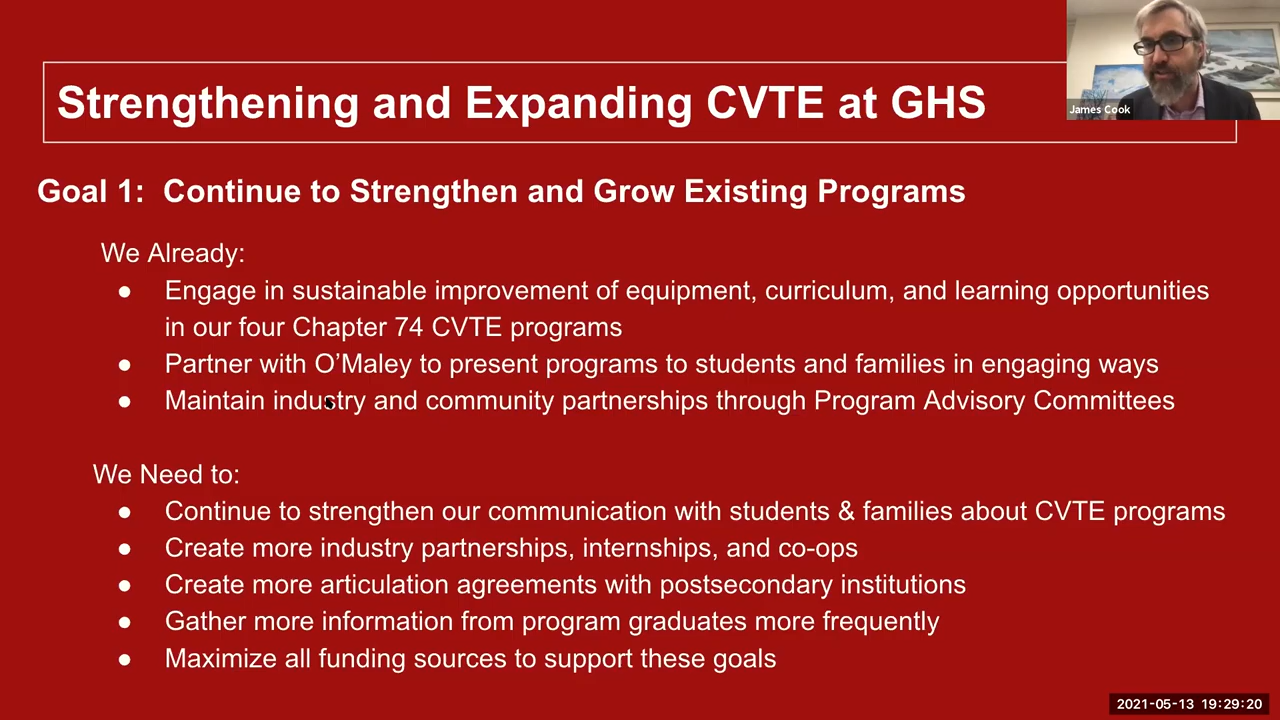 Strengthening and Expanding CVTE at GHS
James Cook
Goal 1: Continue to Strengthen and Grow Existing Programs
We Already:
● Engage in sustainable improvement of equipment, curriculum, and learning opportunities
in our four Chapter 74 CVTE programs
● Partner with O'Maley to present programs to students and families in engaging ways
● Maintain industry and community partnerships through Program Advisory Committees
We Need to:
● Continue to strengthen our communication with students & families about CVTE programs
● Create more industry partnerships, internships, and co-ops
● Create more articulation agreements with postsecondary institutions
● Gather more information from program graduates more frequently
● Maximize all funding sources to support these goals
2021-05-13 19:29:20